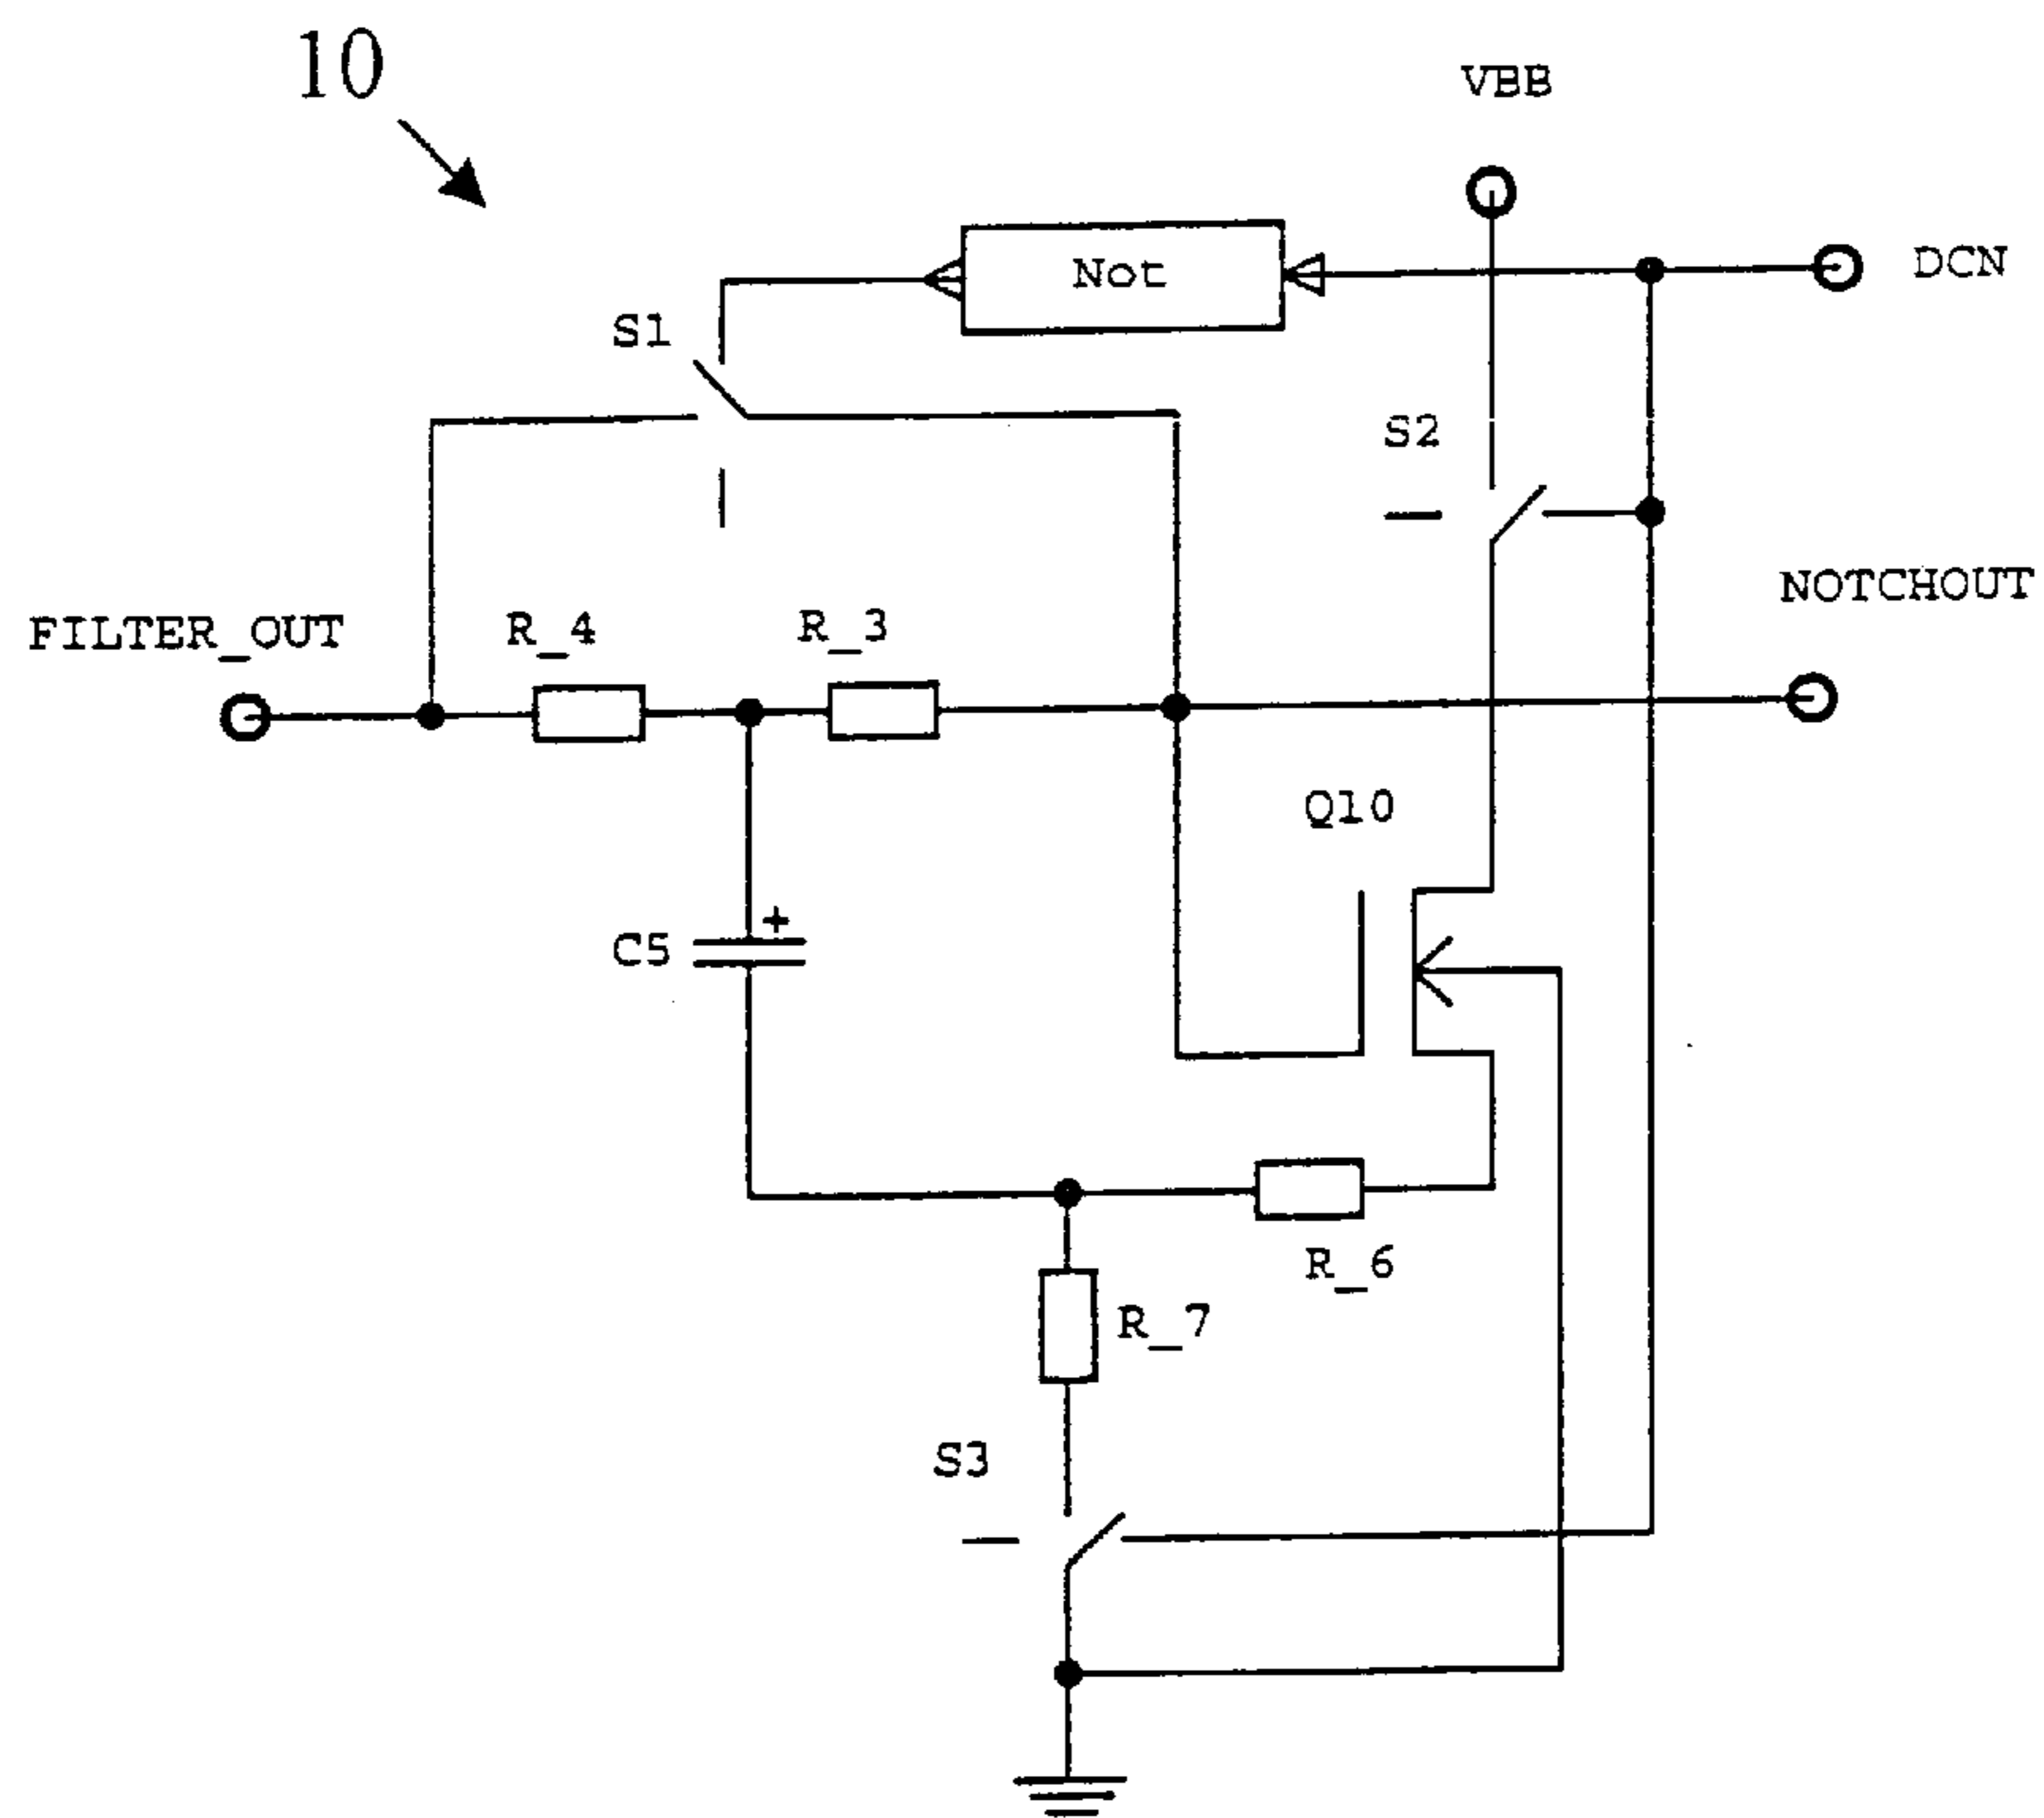 10
VBB
Not
DCN
S1
S2
NOTCHOUT
FILTER_OUT
R_4
R_3
Q10
+
C5
R_6
R_7
S3